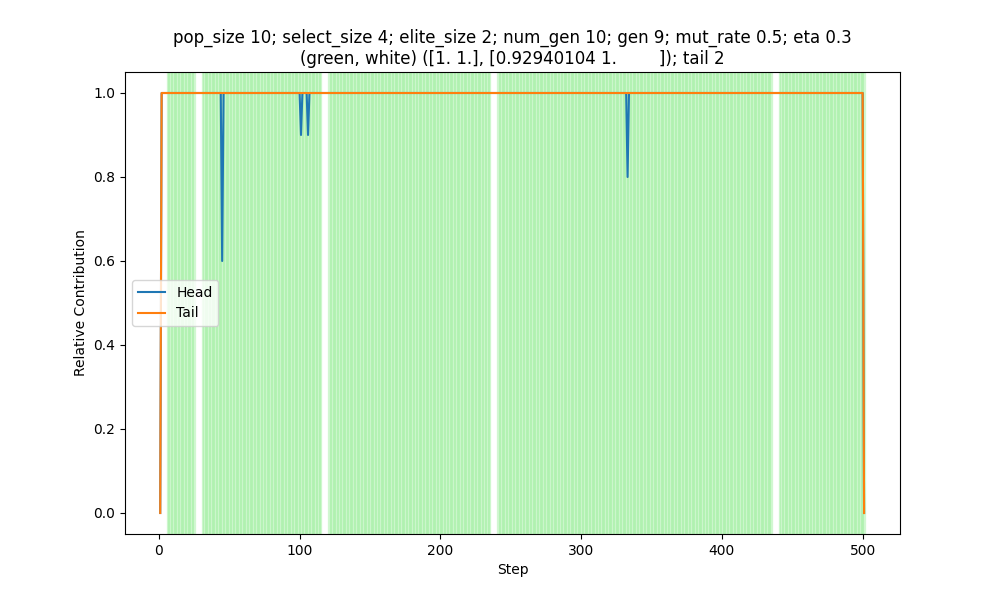 pop_size 10; select_size 4; elite_size 2; num_gen 10; gen 9; mut_rate 0.5; eta 0.3
(green, white) ([1. 1.], [0.92940104 1.        ]); tail 2
1.0
0.8
0.6
0.4
0.2
0.0
Relative Contribution
Head
Tail
0 100 200 300 400 500
Step